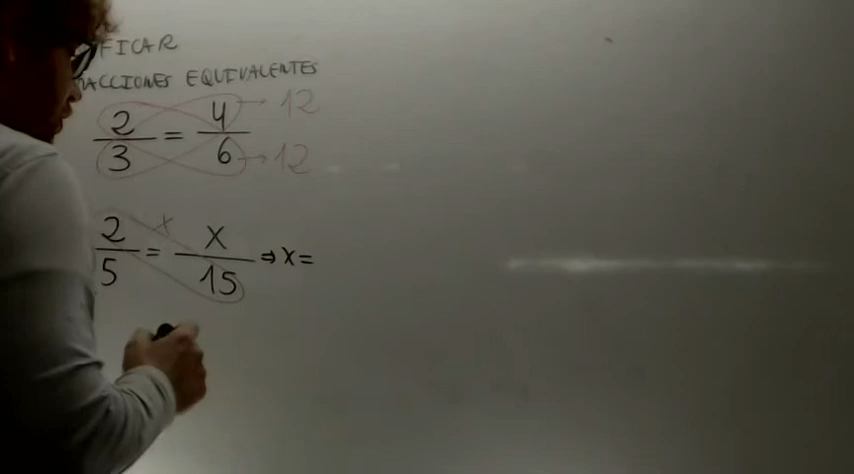 FICAR
ACCIONES EQUIVALENTES
2/3 = 4/6 → 12 → 12
2/5 = x/15 ⇒ x =
x